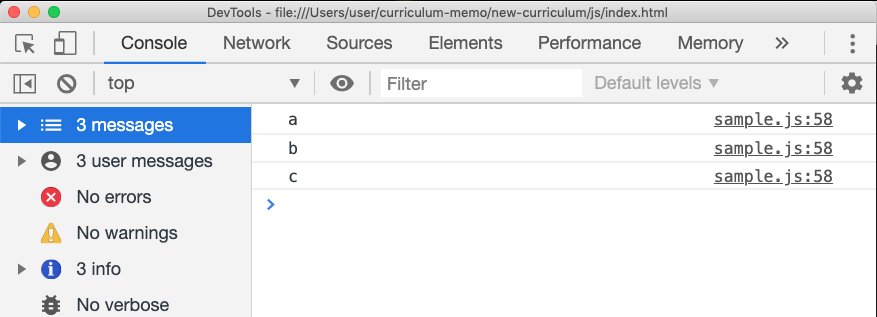 DevTools - file:///Users/user/curriculum-memo/new-curriculum/js/index.html
Console Network Sources Elements Performance Memory »
top ▼ Filter Default levels ▼
3 messages
3 user messages
No errors
No warnings
3 info
No verbose
a sample.js:58
b sample.js:58
c sample.js:58